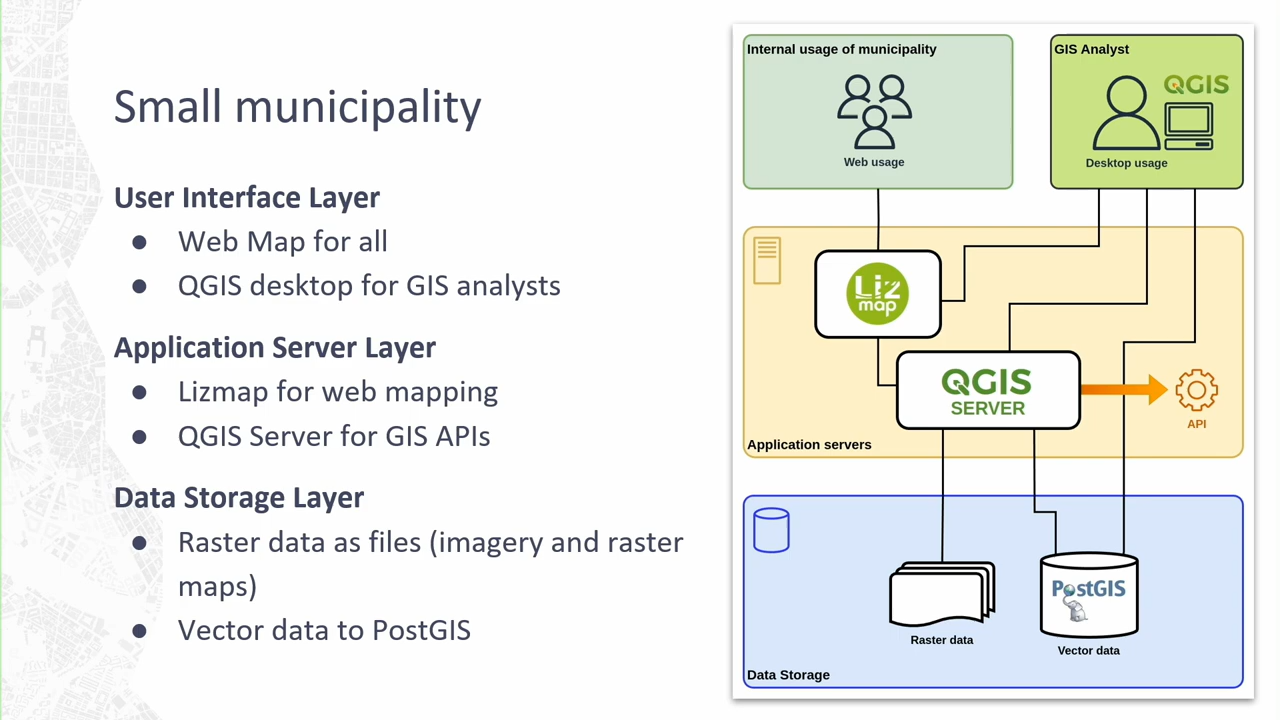 Small municipality
User Interface Layer
● Web Map for all
● QGIS desktop for GIS analysts
Application Server Layer
● Lizmap for web mapping
● QGIS Server for GIS APIs
Data Storage Layer
● Raster data as files (imagery and raster
maps)
● Vector data to PostGIS
Internal usage of municipality
Web usage
GIS Analyst
QGIS
Desktop usage
Liz
map
QGIS
SERVER
API
Application servers
PostGIS
Raster data
Vector data
Data Storage